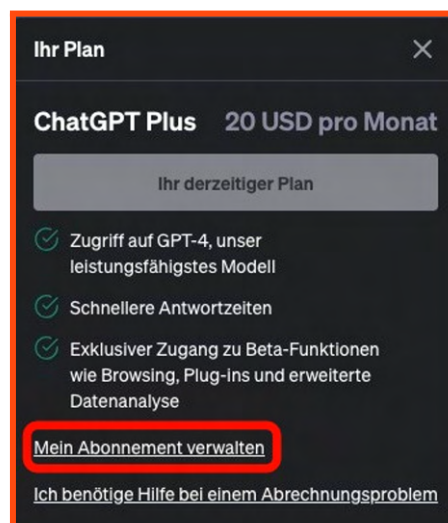 Ihr Plan
ChatGPT Plus 20 USD pro Monat
Ihr derzeitiger Plan
Zugriff auf GPT-4, unser
leistungsfähigstes Modell
Schnellere Antwortzeiten
Exklusiver Zugang zu Beta-Funktionen
wie Browsing, Plug-ins und erweiterte
Datenanalyse
Mein Abonnement verwalten
Ich benötige Hilfe bei einem Abrechnungsproblem